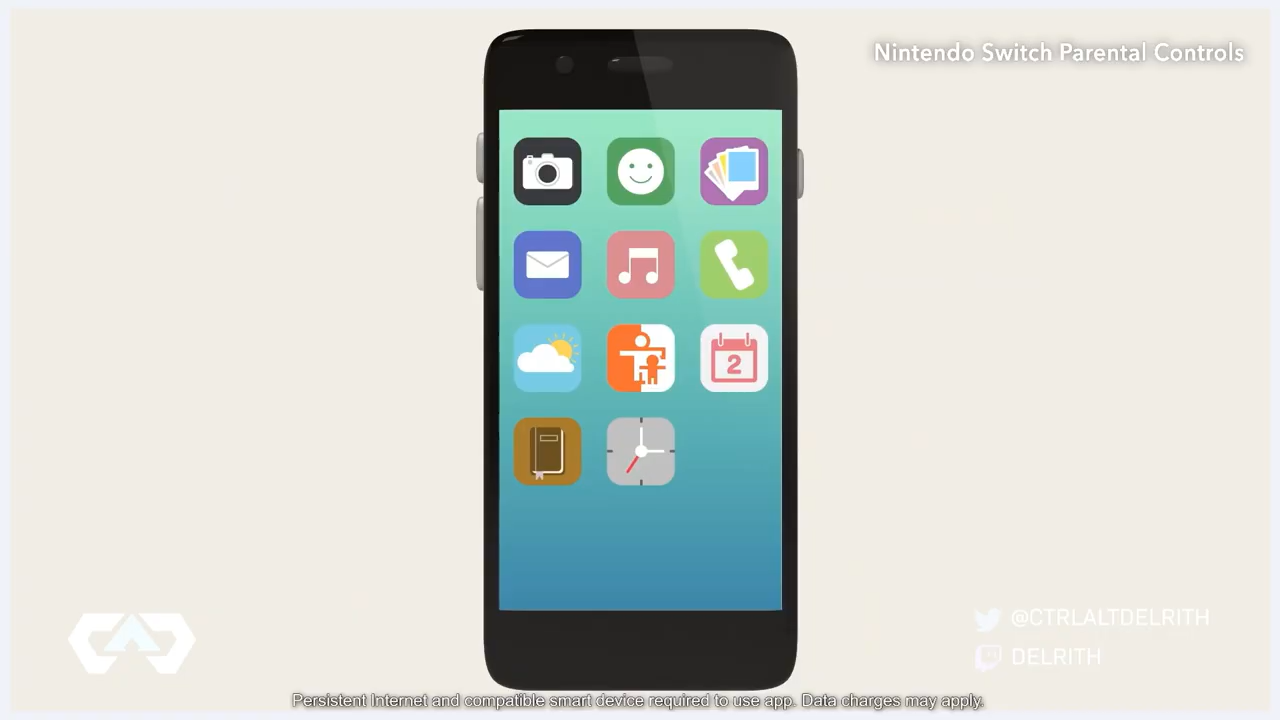 Nintendo Switch Parental Controls
2
@CTRLALTDELRITH
DELRITH
Persistent Internet and compatible smart device required to use app. Data charges may apply.